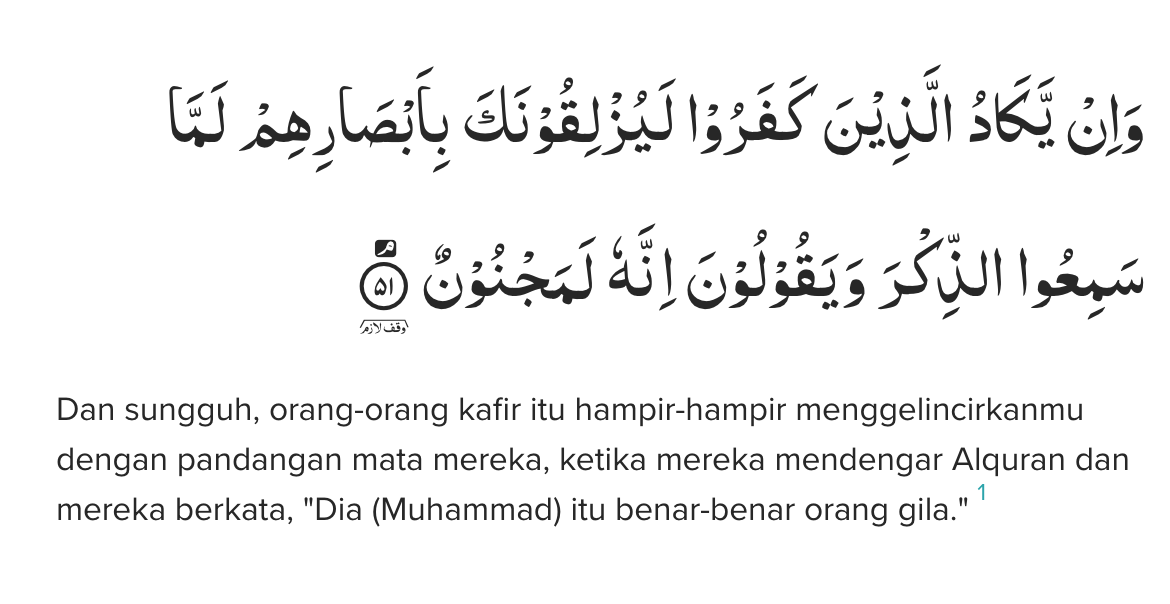 وَاِنْ يَّكَادُ الَّذِيْنَ كَفَرُوْا لَيُزْلِقُوْنَكَ بِاَبْصَارِهِمْ لَمَّا
سَمِعُوا الذِّكْرَ وَيَقُوْلُوْنَ اِنَّهٗ لَمَجْنُوْنٌ ۘ ۵۱
وقف لازم
Dan sungguh, orang-orang kafir itu hampir-hampir menggelincirkanmu
dengan pandangan mata mereka, ketika mereka mendengar Alquran dan
mereka berkata, "Dia (Muhammad) itu benar-benar orang gila." 1